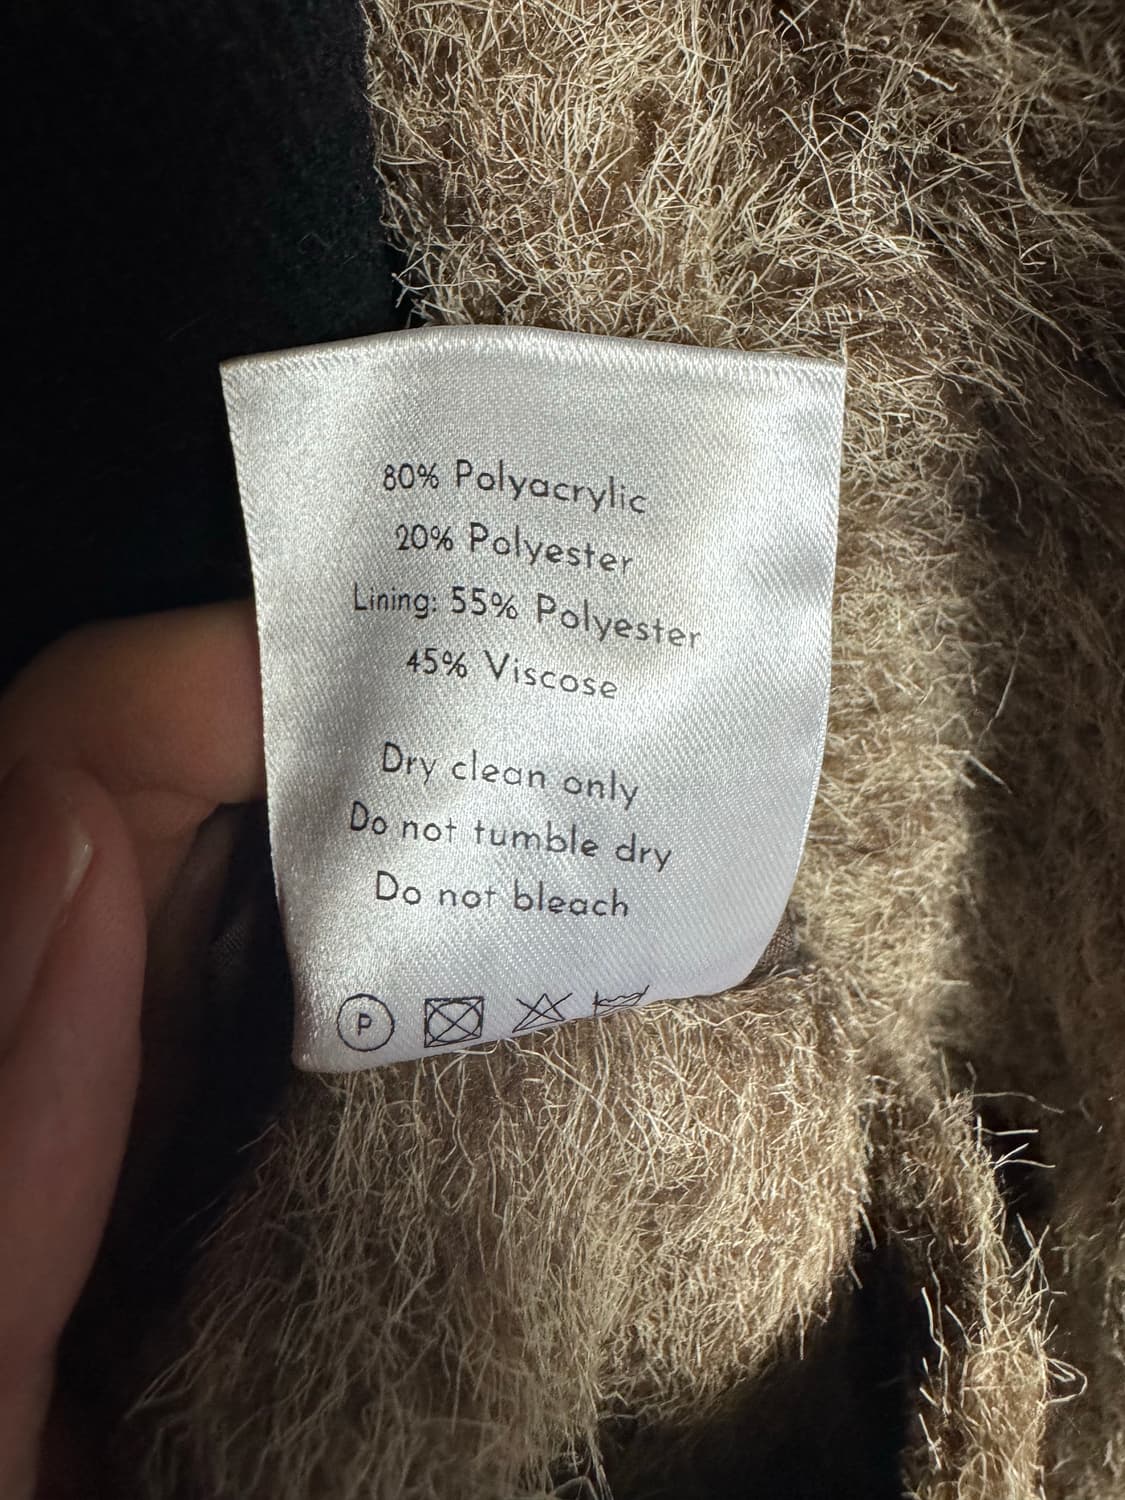 80% Polyacrylic
20% Polyester
Lining: 55% Polyester
45% Viscose
Dry clean only
Do not tumble dry
Do not bleach
P